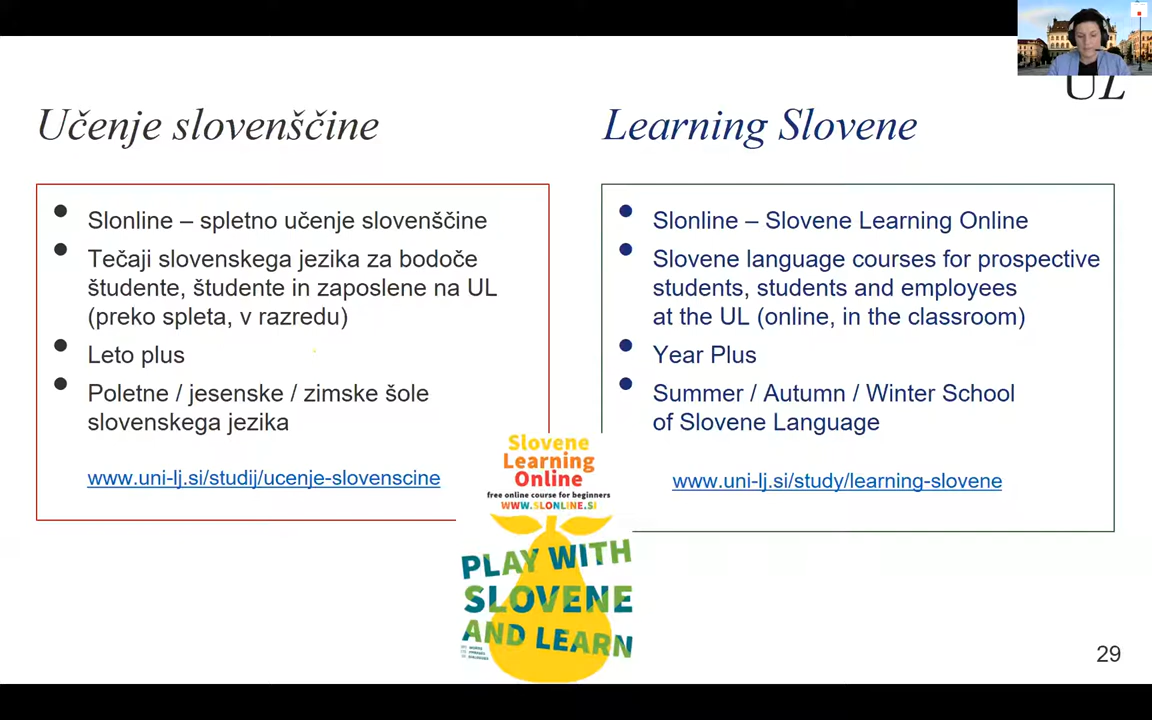 UL
Učenje slovenščine
Slonline – spletno učenje slovenščine
Tečaji slovenskega jezika za bodoče
študente, študente in zaposlene na UL
(preko spleta, v razredu)
Leto plus
Poletne / jesenske / zimske šole
slovenskega jezika
www.uni-lj.si/studij/ucenje-slovenscine
Learning Slovene
Slonline – Slovene Learning Online
Slovene language courses for prospective
students, students and employees
at the UL (online, in the classroom)
Year Plus
Summer / Autumn / Winter School
of Slovene Language
www.uni-lj.si/study/learning-slovene
Slovene
Learning
Online
free online course for beginners
WWW.SLONLINE.SI
PLAY WITH
SLOVENE
AND LEARN
29